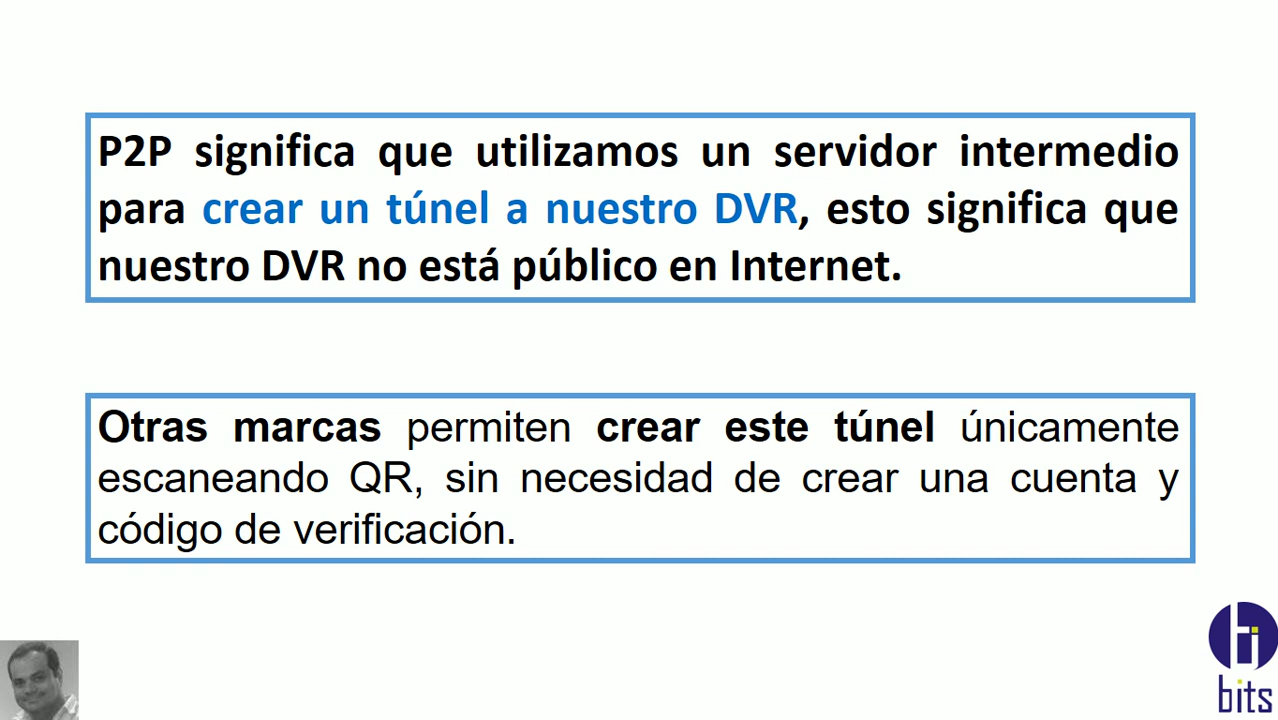 P2P significa que utilizamos un servidor intermedio
para crear un túnel a nuestro DVR, esto significa que
nuestro DVR no está público en Internet.
Otras marcas permiten crear este túnel únicamente
escaneando QR, sin necesidad de crear una cuenta y
código de verificación.
bits